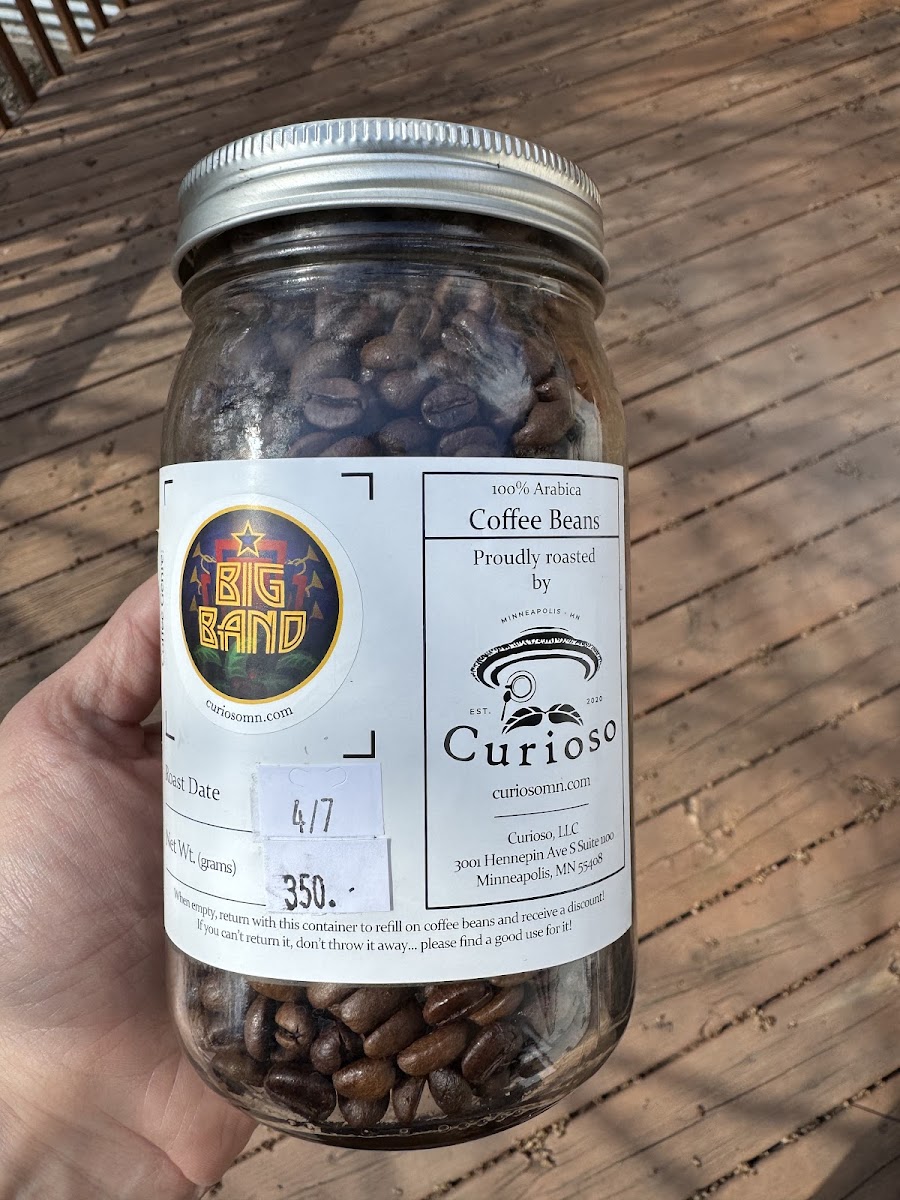 BIG
BAND
curiosomn.com
Roast Date
4/7
Net Wt. (grams)
350.-
100% Arabica
Coffee Beans
Proudly roasted
by
MINNEAPOLIS - MN
EST. 2020
Curioso
curiosomn.com
Curioso, LLC
3001 Hennepin Ave S Suite 1100
Minneapolis, MN 55408
When empty, return with this container to refill on coffee beans and receive a discount!
If you can't return it, don't throw it away... please find a good use for it!